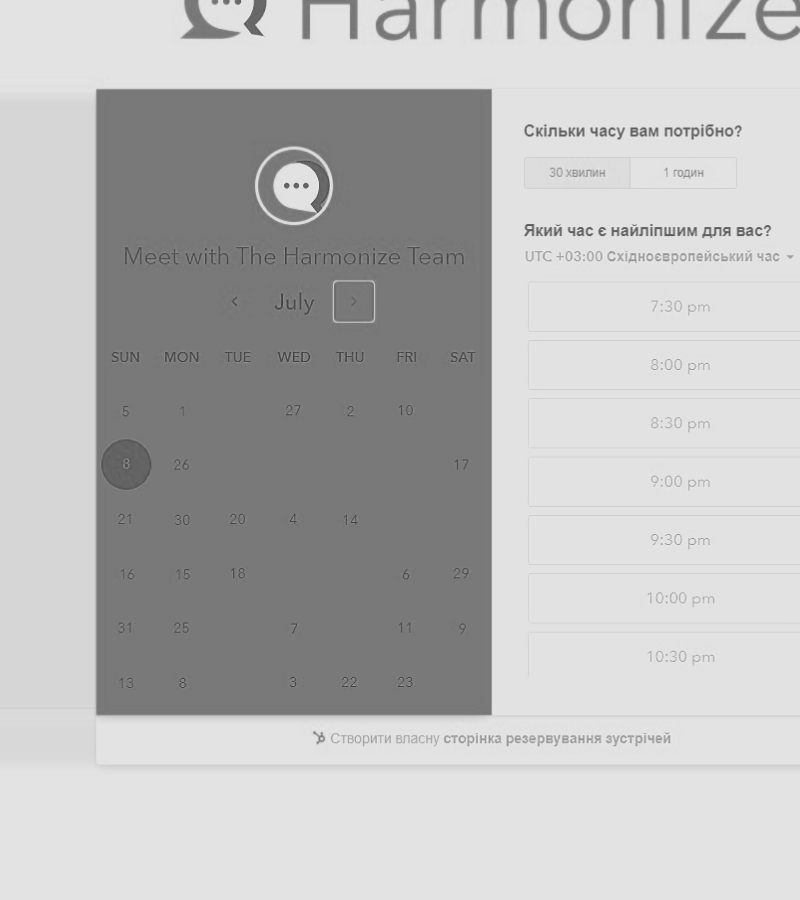 Harmonize
Meet with The Harmonize Team
July
SUN MON TUE WED THU FRI SAT
5 1 27 2 10
8 26 17
21 30 20 4 14
16 15 18 6 29
31 25 7 11 9
13 8 3 22 23
Скільки часу вам потрібно?
30 хвилин 1 годин
Який час є найліпшим для вас?
UTC +03:00 Східноєвропейський час
7:30 pm
8:00 pm
8:30 pm
9:00 pm
9:30 pm
10:00 pm
10:30 pm
Створити власну сторінка резервування зустрічей